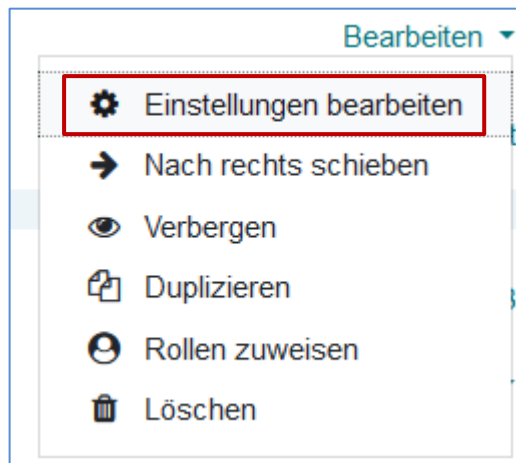 Bearbeiten
Einstellungen bearbeiten
Nach rechts schieben
Verbergen
Duplizieren
Rollen zuweisen
Löschen